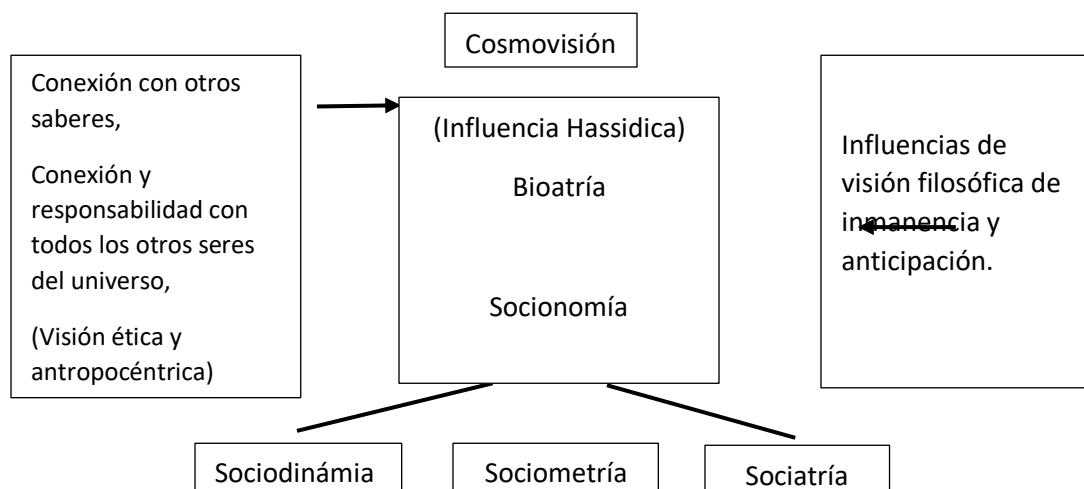 Cosmovisión
Conexión con otros
saberes,
Conexión y
responsabilidad con
todos los otros seres
del universo,
(Visión ética y
antropocéntrica)
(Influencia Hassidica)
Bioatría
Socionomía
Influencias de
visión filosófica de
inmanencia y
anticipación.
Sociodinámia
Sociometría
Sociatría